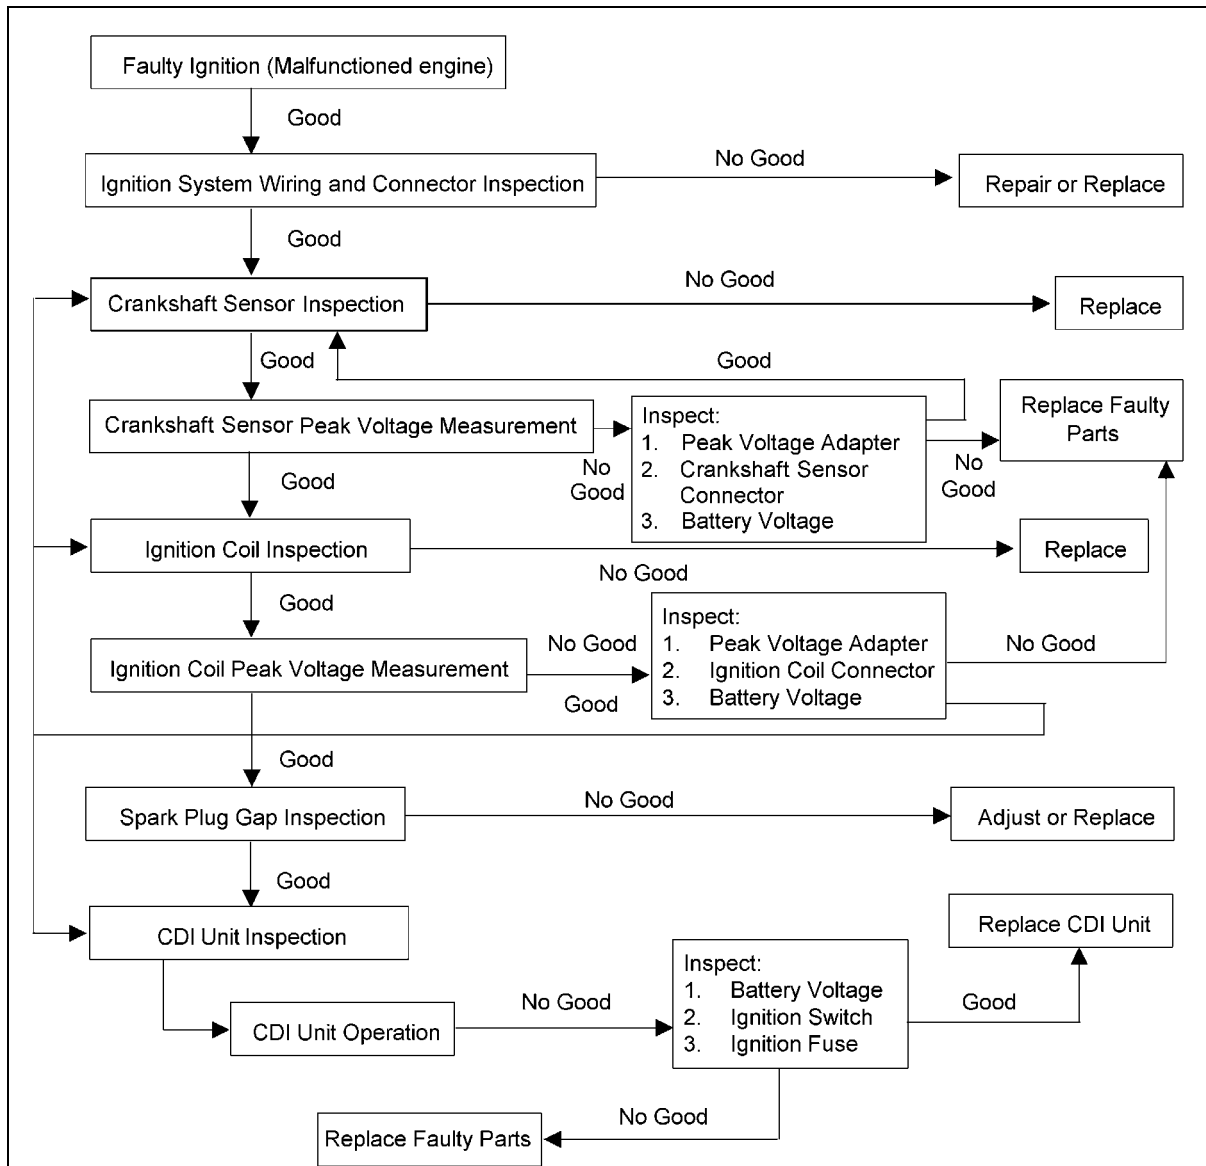 Faulty Ignition (Malfunctioned engine)
Good
Ignition System Wiring and Connector Inspection
No Good
Repair or Replace
Good
Crankshaft Sensor Inspection
No Good
Replace
Good
Good
Crankshaft Sensor Peak Voltage Measurement
No
Good
Inspect:
1. Peak Voltage Adapter
2. Crankshaft Sensor
Connector
3. Battery Voltage
No
Good
Replace Faulty
Parts
Good
Ignition Coil Inspection
No Good
Replace
Good
Ignition Coil Peak Voltage Measurement
No Good
Good
Inspect:
1. Peak Voltage Adapter
2. Ignition Coil Connector
3. Battery Voltage
No Good
Good
Spark Plug Gap Inspection
No Good
Adjust or Replace
Good
CDI Unit Inspection
CDI Unit Operation
No Good
Inspect:
1. Battery Voltage
2. Ignition Switch
3. Ignition Fuse
Good
Replace CDI Unit
No Good
Replace Faulty Parts